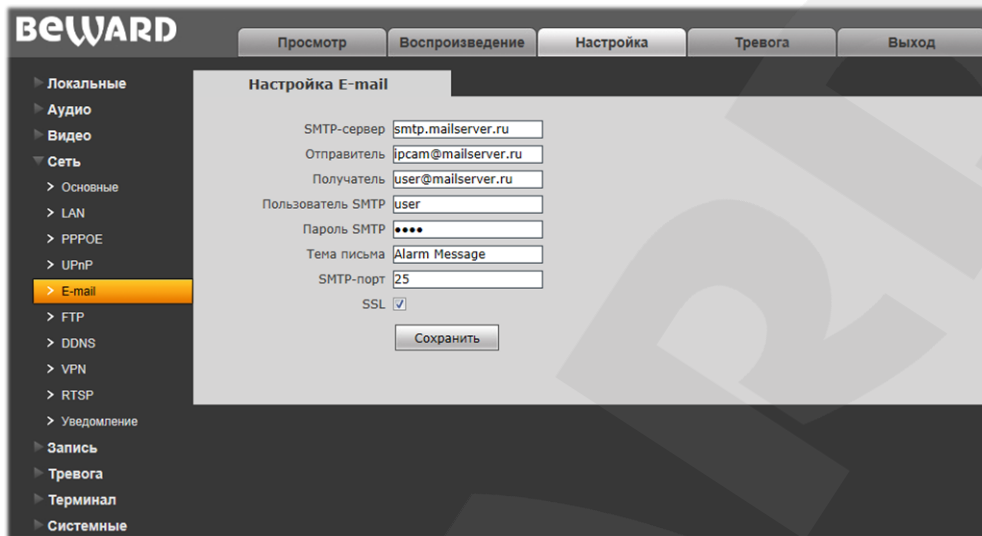 BEWARD
Просмотр
Воспроизведение
Настройка
Тревога
Выход
Локальные
Аудио
Видео
Сеть
Основные
LAN
PPPOE
UPnP
E-mail
FTP
DDNS
VPN
RTSP
Уведомление
Запись
Тревога
Терминал
Системные
Настройка E-mail
SMTP-сервер smtp.mailserver.ru
Отправитель ipcam@mailserver.ru
Получатель user@mailserver.ru
Пользователь SMTP user
Пароль SMTP ••••
Тема письма Alarm Message
SMTP-порт 25
SSL
Сохранить